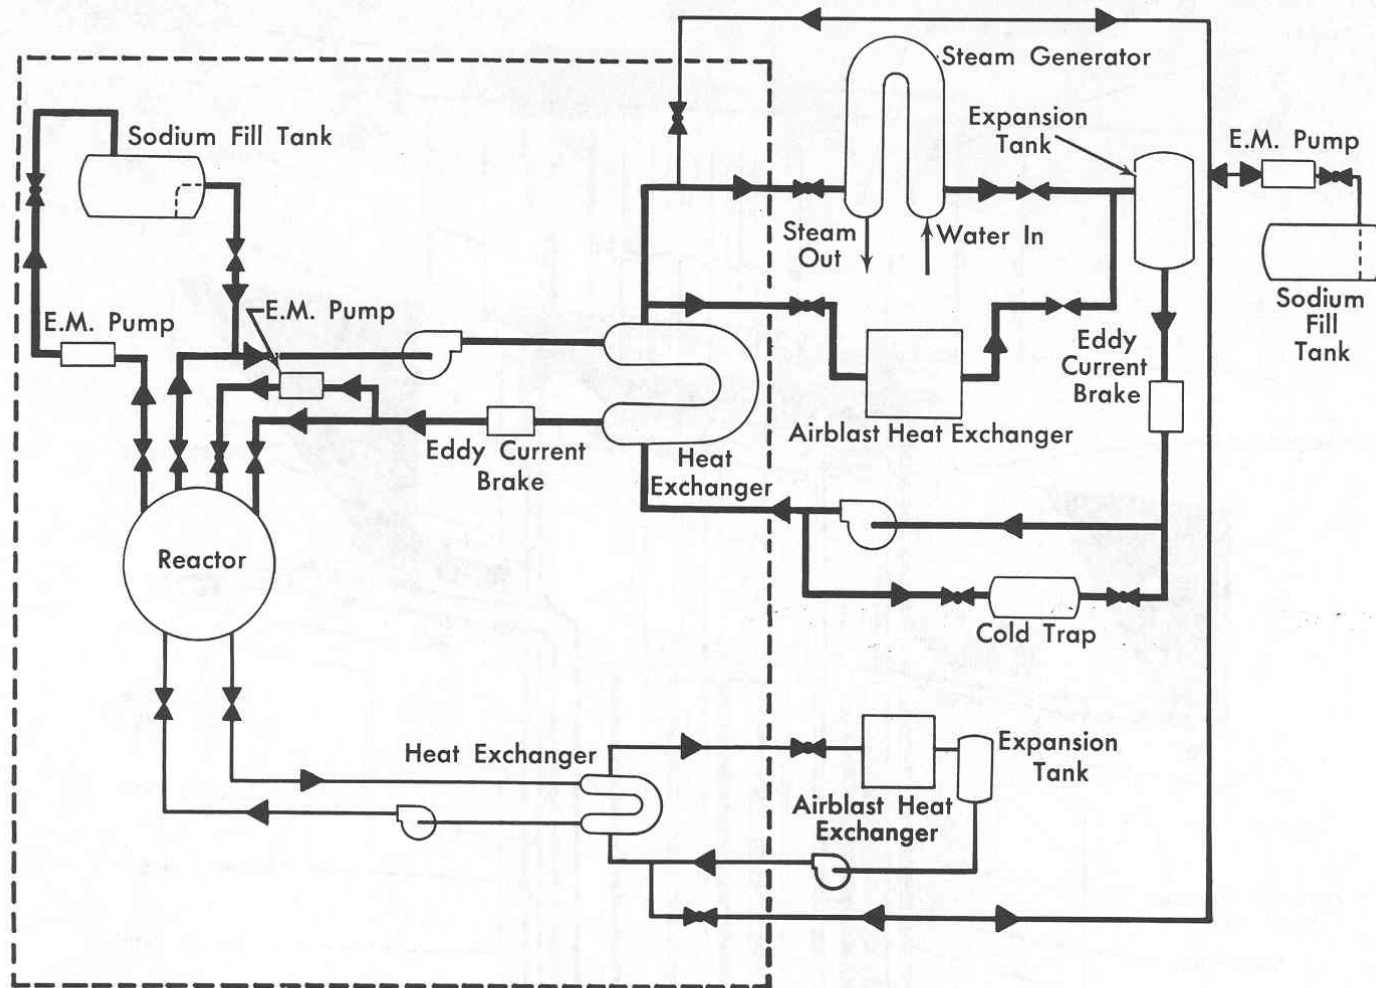 Steam Generator
Expansion
Tank
E.M. Pump
Sodium Fill Tank
Steam
Out
Water In
Sodium
Fill
Tank
E.M. Pump
E.M. Pump
Eddy
Current
Brake
Airblast Heat Exchanger
Eddy Current
Brake
Heat
Exchanger
Reactor
Cold Trap
Heat Exchanger
Expansion
Tank
Airblast Heat
Exchanger